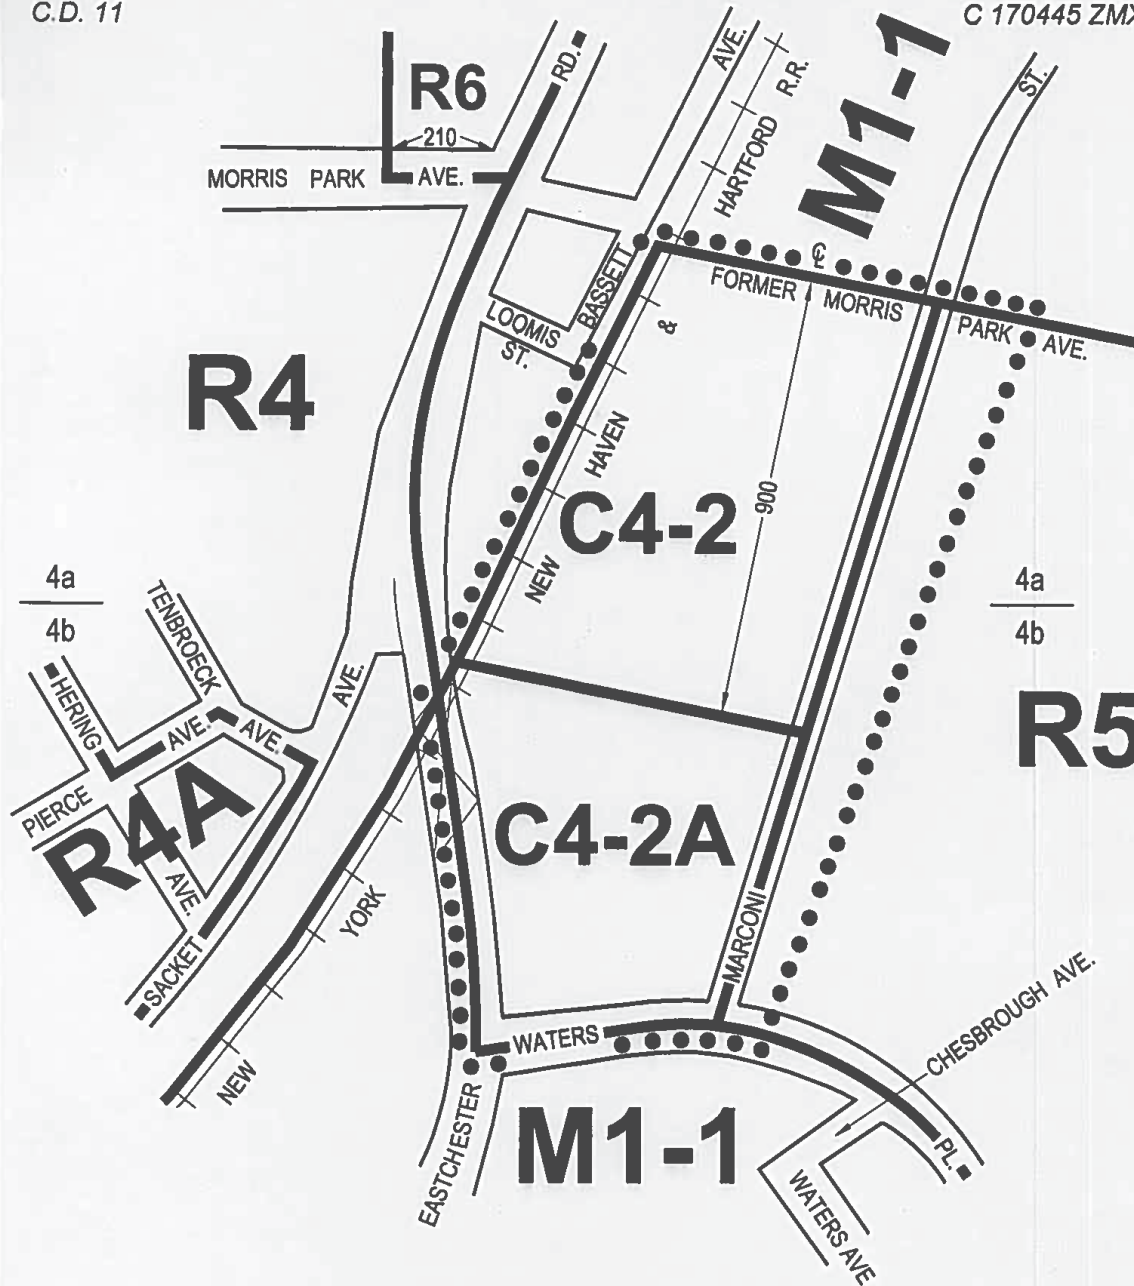 C.D. 11
C 170445 ZMX
R6
210
MORRIS PARK AVE.
RD.
AVE.
HARTFORD R.R.
M1-1
ST.
BASSETT
LOOMIS
ST.
&
FORMER ℄ MORRIS PARK AVE.
R4
HAVEN
NEW
C4-2
900
4a
4b
4a
4b
TENBROECK
AVE.
HERING
AVE.
AVE.
PIERCE
AVE.
R4A
SACKET
YORK
NEW
R5
C4-2A
MARCONI
WATERS
CHESBROUGH AVE.
EASTCHESTER
M1-1
PL.
WATERS AVE